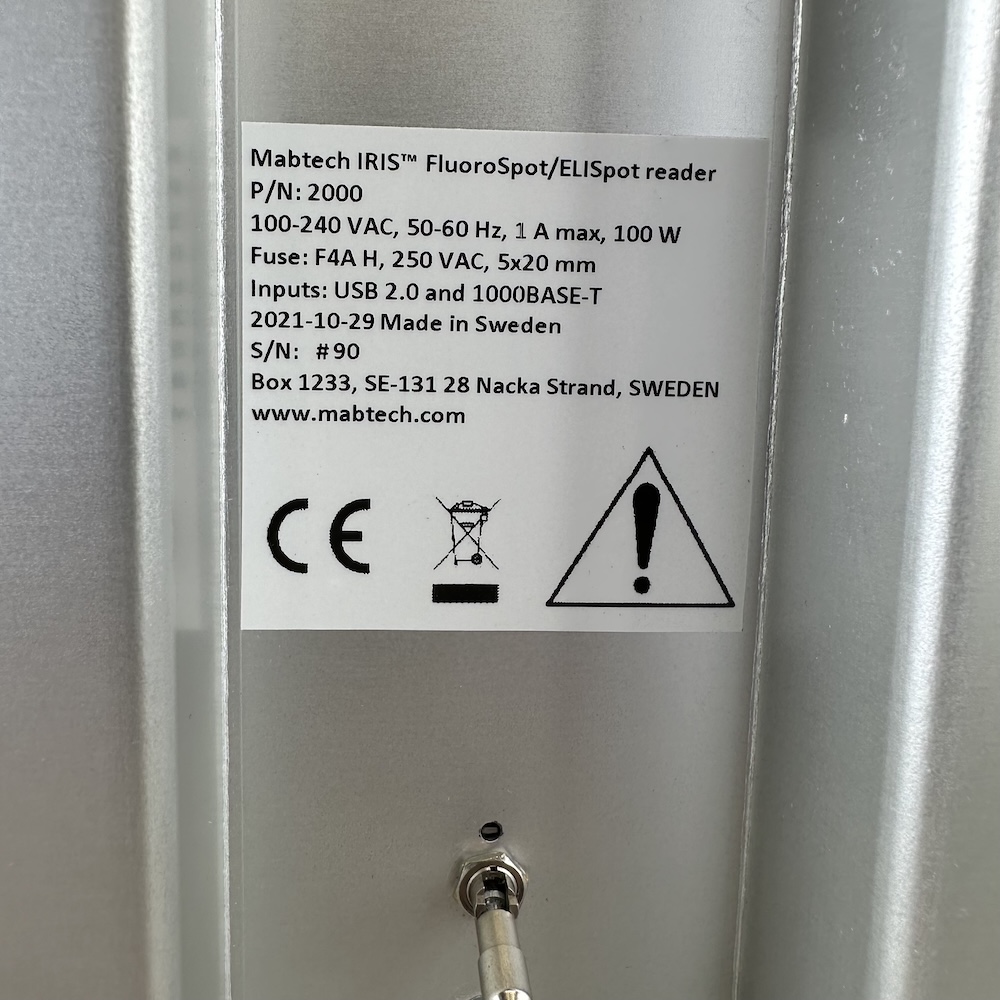 Mabtech IRIS™ FluoroSpot/ELISpot reader
P/N: 2000
100-240 VAC, 50-60 Hz, 1 A max, 100 W
Fuse: F4A H, 250 VAC, 5x20 mm
Inputs: USB 2.0 and 1000BASE-T
2021-10-29 Made in Sweden
S/N: #90
Box 1233, SE-131 28 Nacka Strand, SWEDEN
www.mabtech.com
CE